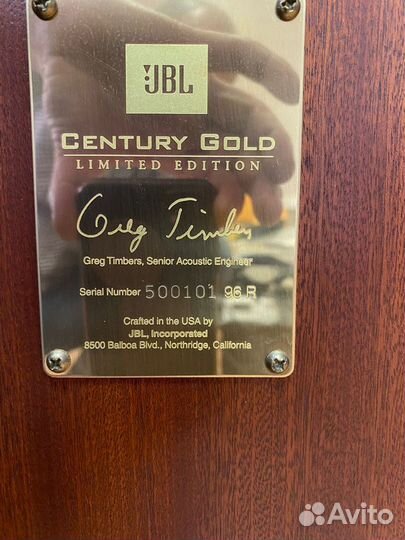 JBL
CENTURY GOLD
LIMITED EDITION
Greg Timbers
Greg Timbers, Senior Acoustic Engineer
Serial Number 500101 96 R
Crafted in the USA by
JBL, Incorporated
8500 Balboa Blvd., Northridge, California
Avito